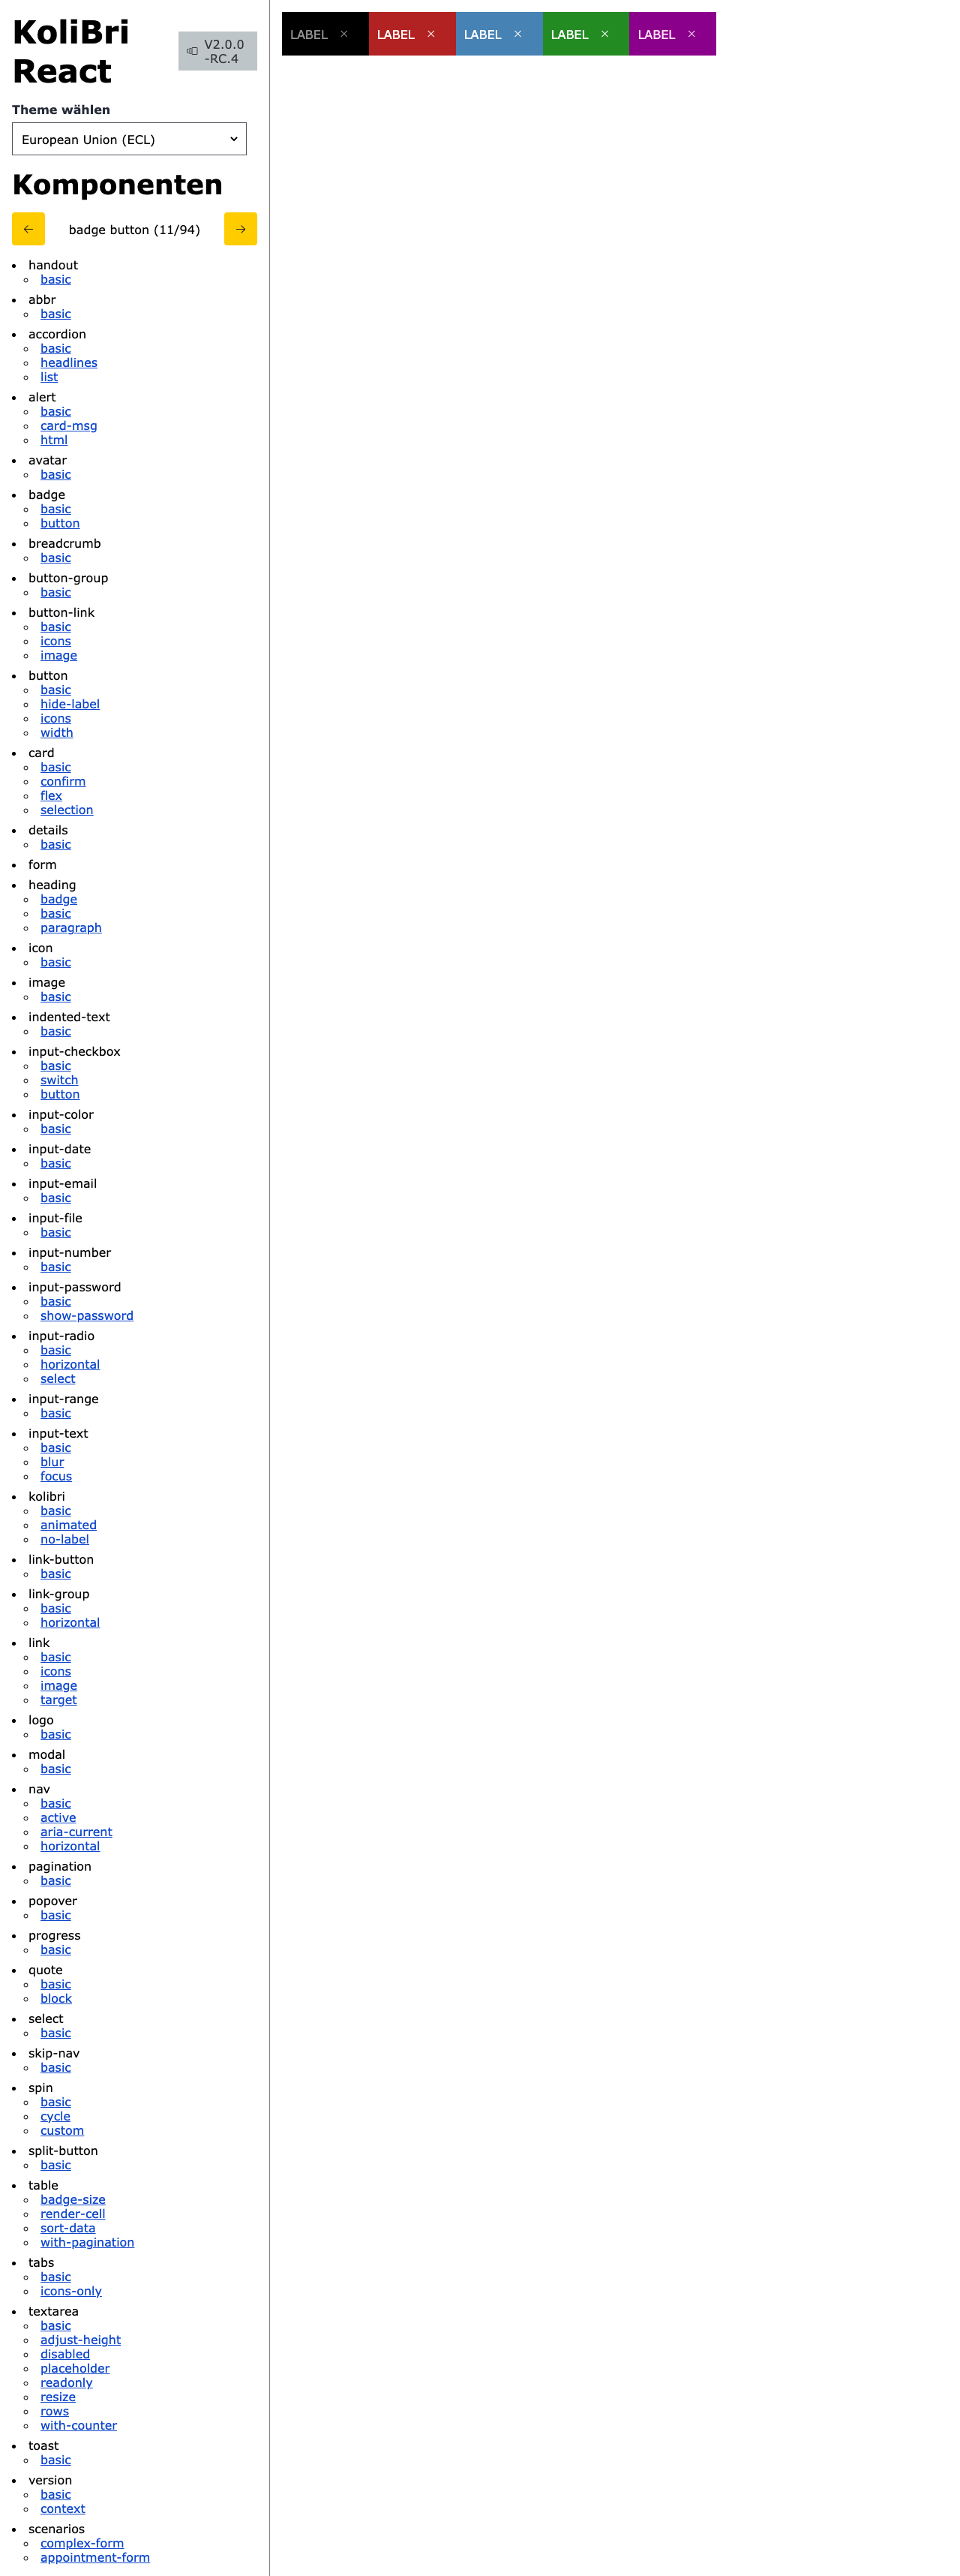 KoliBri
React
V2.0.0
-RC.4
Theme wählen
European Union (ECL)
Komponenten
badge button (11/94)
handout
basic
abbr
basic
accordion
basic
headlines
list
alert
basic
card-msg
html
avatar
basic
badge
basic
button
breadcrumb
basic
button-group
basic
button-link
basic
icons
image
button
basic
hide-label
icons
width
card
basic
confirm
flex
selection
details
basic
form
heading
badge
basic
paragraph
icon
basic
image
basic
indented-text
basic
input-checkbox
basic
switch
button
input-color
basic
input-date
basic
input-email
basic
input-file
basic
input-number
basic
input-password
basic
show-password
input-radio
basic
horizontal
select
input-range
basic
input-text
basic
blur
focus
kolibri
basic
animated
no-label
link-button
basic
link-group
basic
horizontal
link
basic
icons
image
target
logo
basic
modal
basic
nav
basic
active
aria-current
horizontal
pagination
basic
popover
basic
progress
basic
quote
basic
block
select
basic
skip-nav
basic
spin
basic
cycle
custom
split-button
basic
table
badge-size
render-cell
sort-data
with-pagination
tabs
basic
icons-only
textarea
basic
adjust-height
disabled
placeholder
readonly
resize
rows
with-counter
toast
basic
version
basic
context
scenarios
complex-form
appointment-form
LABEL LABEL LABEL LABEL LABEL